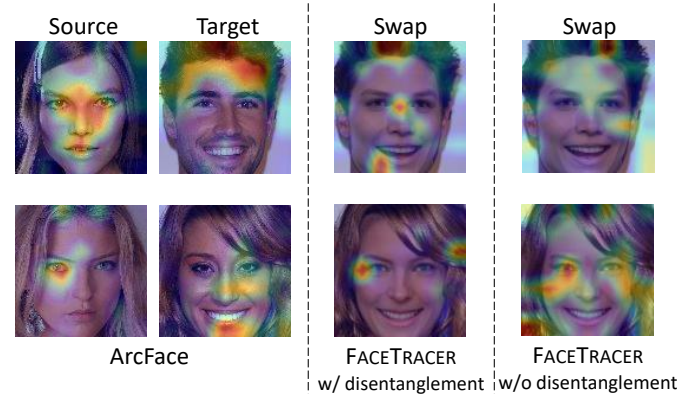 Source Target Swap Swap
ArcFace FACETRACER FACETRACER
w/ disentanglement w/o disentanglement